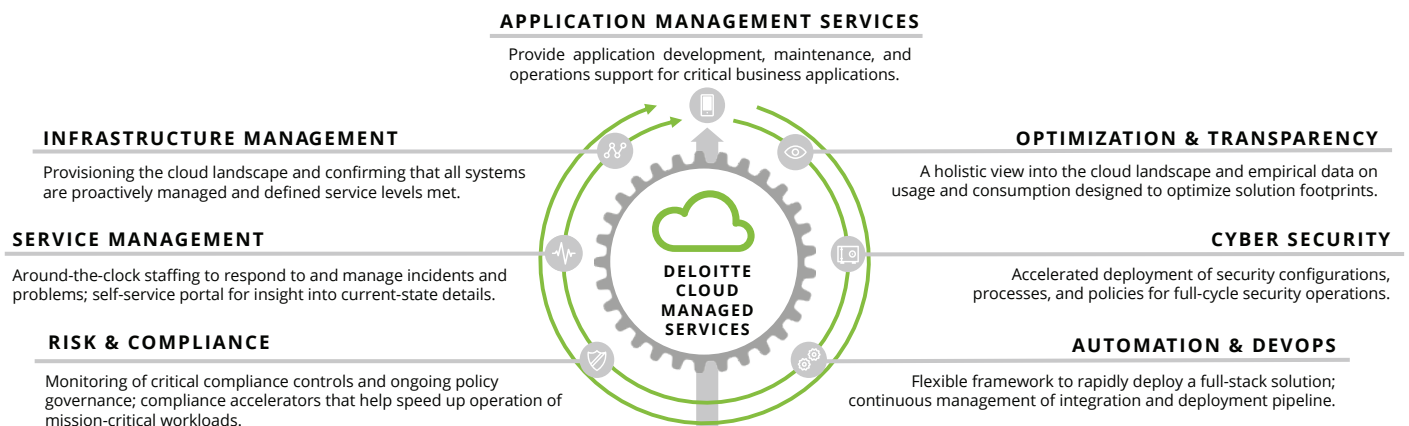 APPLICATION MANAGEMENT SERVICES
Provide application development, maintenance, and
operations support for critical business applications.
INFRASTRUCTURE MANAGEMENT
Provisioning the cloud landscape and confirming that all systems
are proactively managed and defined service levels met.
SERVICE MANAGEMENT
Around-the-clock staffing to respond to and manage incidents and
problems; self-service portal for insight into current-state details.
RISK & COMPLIANCE
Monitoring of critical compliance controls and ongoing policy
governance; compliance accelerators that help speed up operation of
mission-critical workloads.
DELOITTE
CLOUD
MANAGED
SERVICES
OPTIMIZATION & TRANSPARENCY
A holistic view into the cloud landscape and empirical data on
usage and consumption designed to optimize solution footprints.
CYBER SECURITY
Accelerated deployment of security configurations,
processes, and policies for full-cycle security operations.
AUTOMATION & DEVOPS
Flexible framework to rapidly deploy a full-stack solution;
continuous management of integration and deployment pipeline.